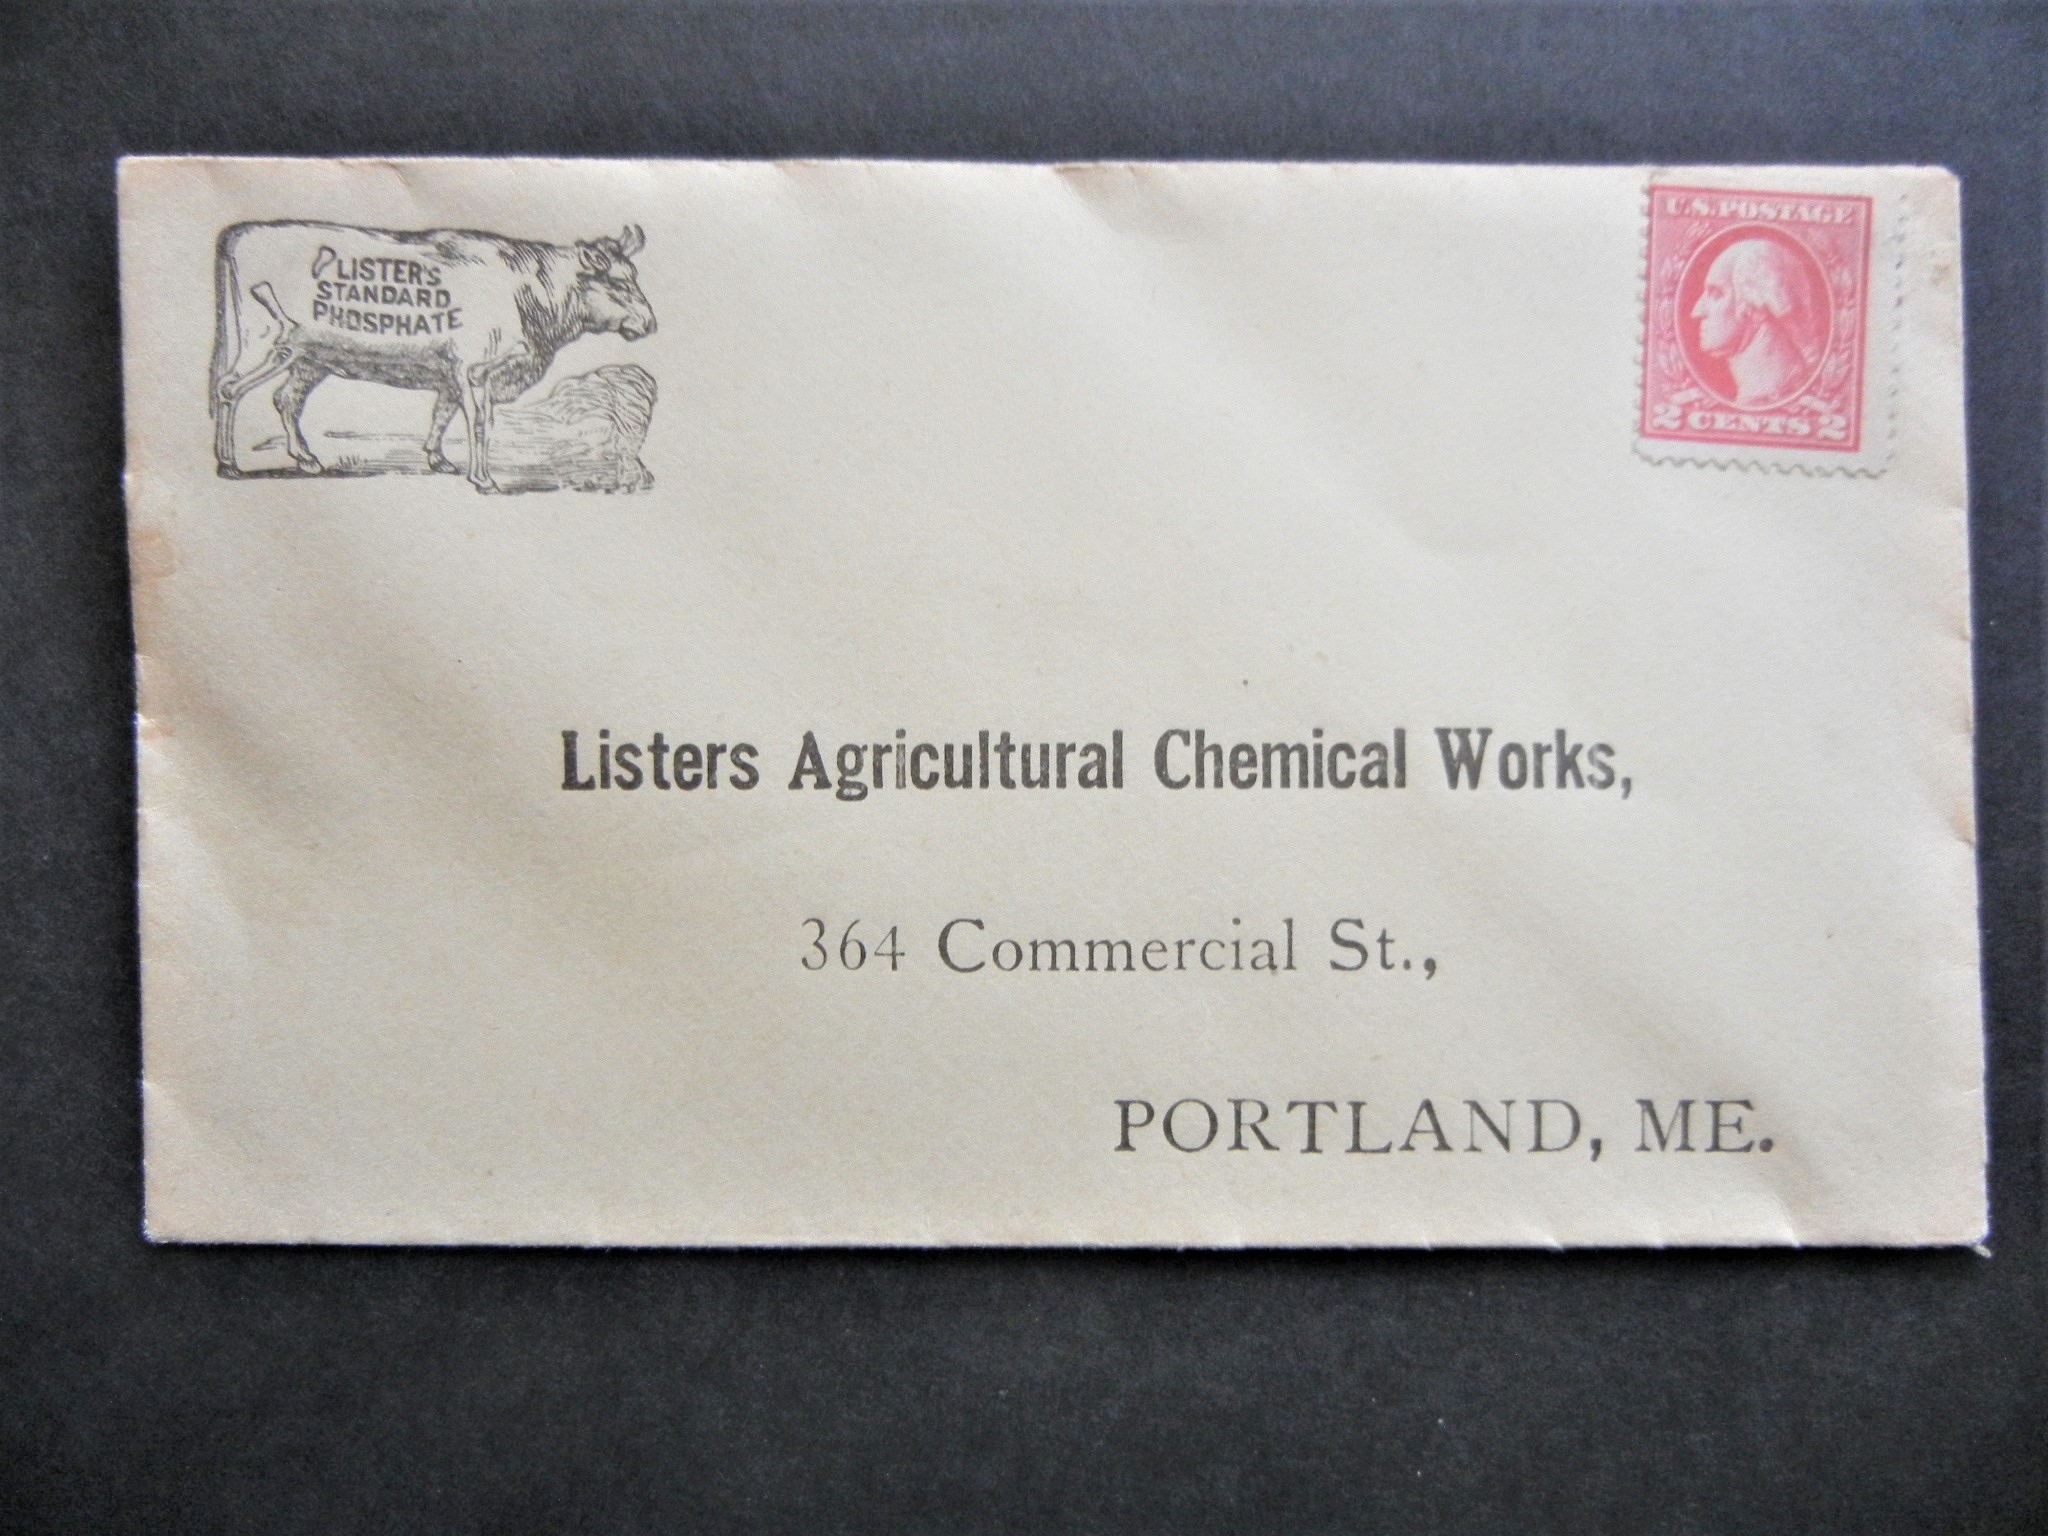 LISTER'S
STANDARD
PHOSPHATE
U.S. POSTAGE
2 CENTS 2
Listers Agricultural Chemical Works,
364 Commercial St.,
PORTLAND, ME.